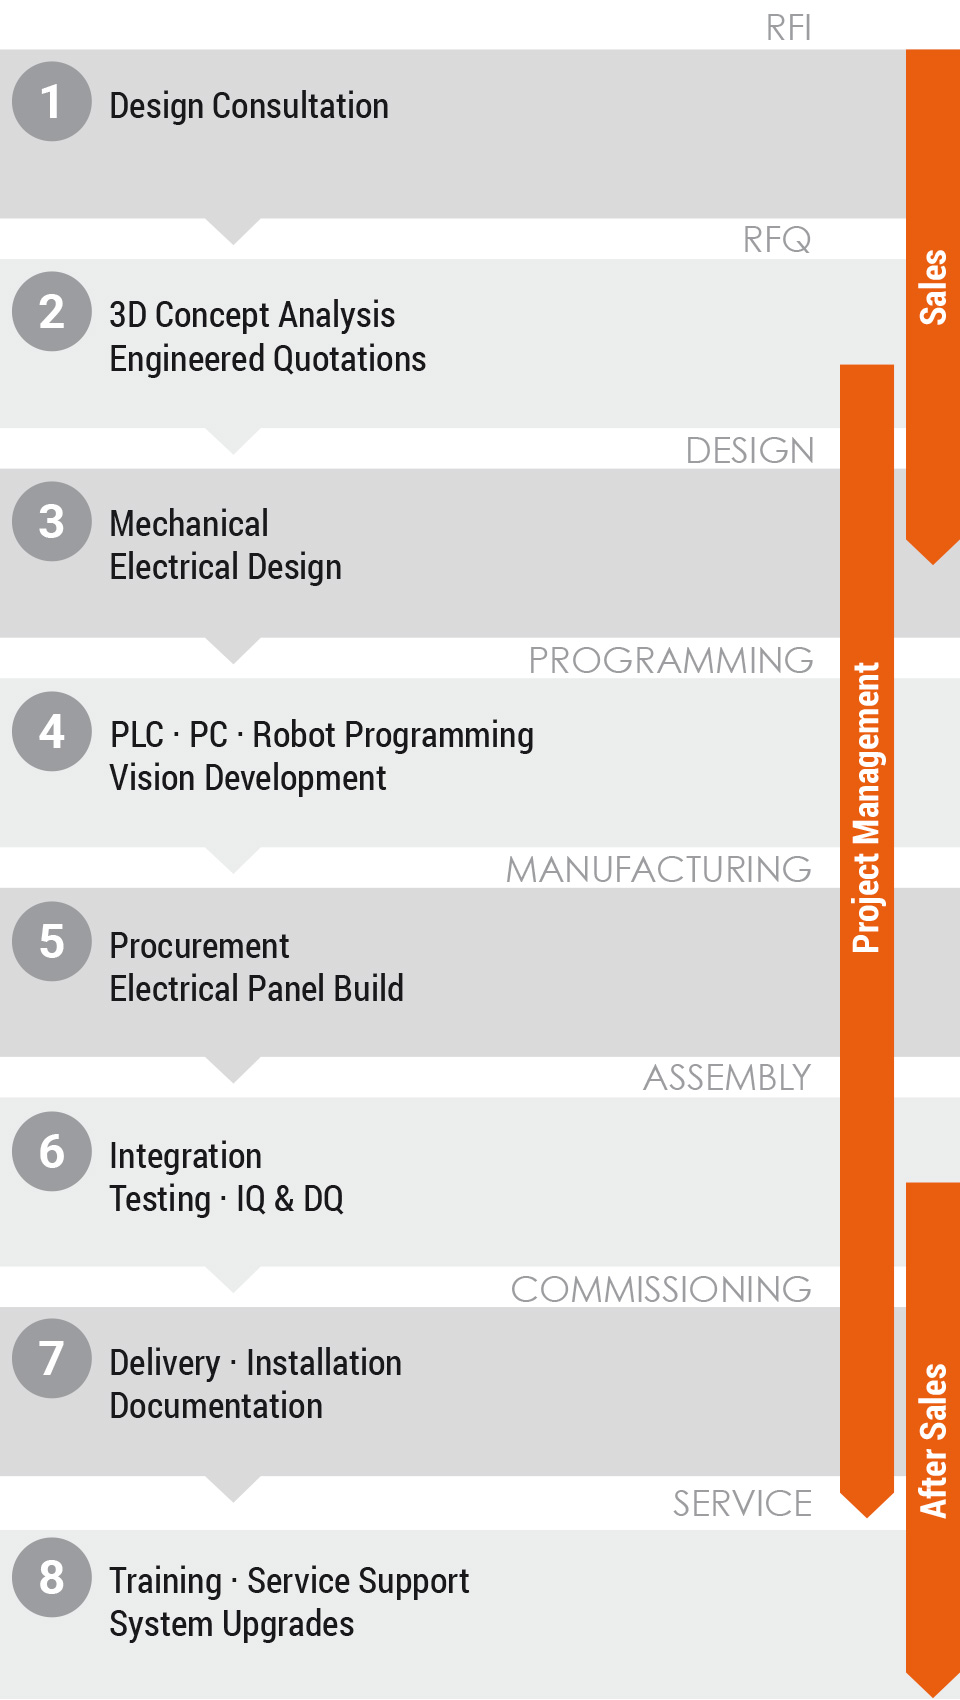 RFI
1
Design Consultation
RFQ
2
3D Concept Analysis
Engineered Quotations
Sales
DESIGN
3
Mechanical
Electrical Design
PROGRAMMING
4
PLC · PC · Robot Programming
Vision Development
Project Management
MANUFACTURING
5
Procurement
Electrical Panel Build
ASSEMBLY
6
Integration
Testing · IQ & DQ
COMMISSIONING
7
Delivery · Installation
Documentation
After Sales
SERVICE
8
Training · Service Support
System Upgrades